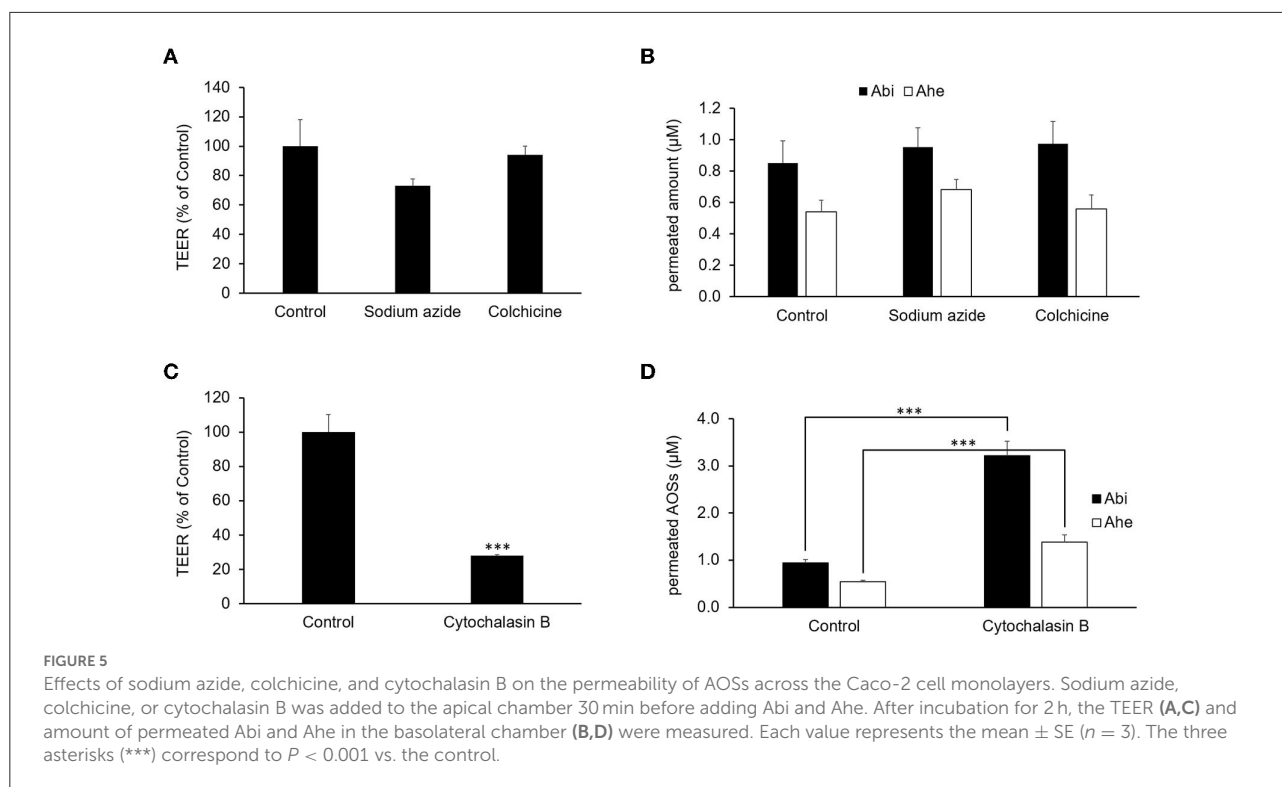 A
TEER (% of Control)
140
120
100
80
60
40
20
0
Control Sodium azide Colchicine
B
Abi Ahe
permeated amount (µM)
1.2
1.0
0.8
0.6
0.4
0.2
0.0
Control Sodium azide Colchicine
C
TEER (% of Control)
120
100
80
60
40
20
0
***
Control Cytochalasin B
D
permeated AOSs (µM)
4.0
3.0
2.0
1.0
0.0
***
***
Abi
Ahe
Control Cytochalasin B
FIGURE 5
Effects of sodium azide, colchicine, and cytochalasin B on the permeability of AOSs across the Caco-2 cell monolayers. Sodium azide,
colchicine, or cytochalasin B was added to the apical chamber 30 min before adding Abi and Ahe. After incubation for 2 h, the TEER (A,C) and
amount of permeated Abi and Ahe in the basolateral chamber (B,D) were measured. Each value represents the mean ± SE (n = 3). The three
asterisks (***) correspond to P < 0.001 vs. the control.